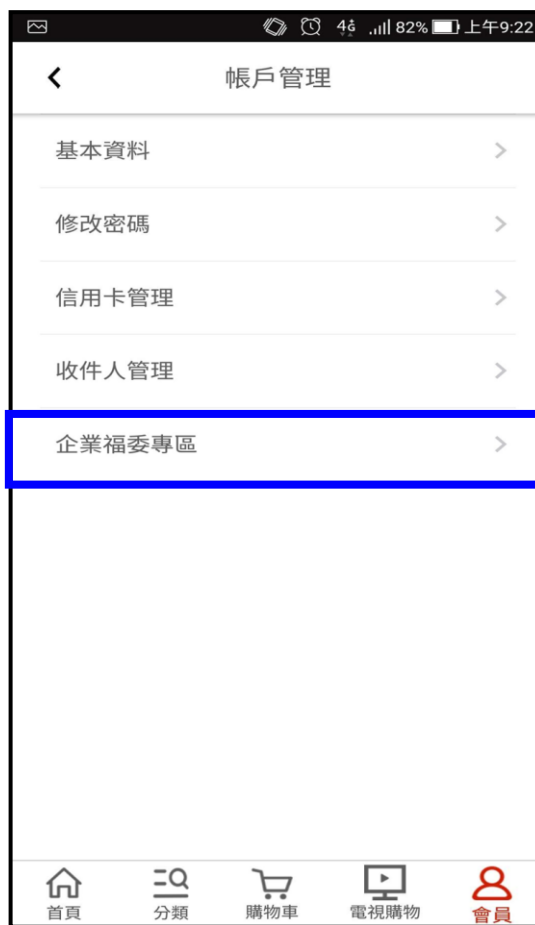 4G 82% 上午9:22
帳戶管理
基本資料
修改密碼
信用卡管理
收件人管理
企業福委專區
首頁 分類 購物車 電視購物 會員